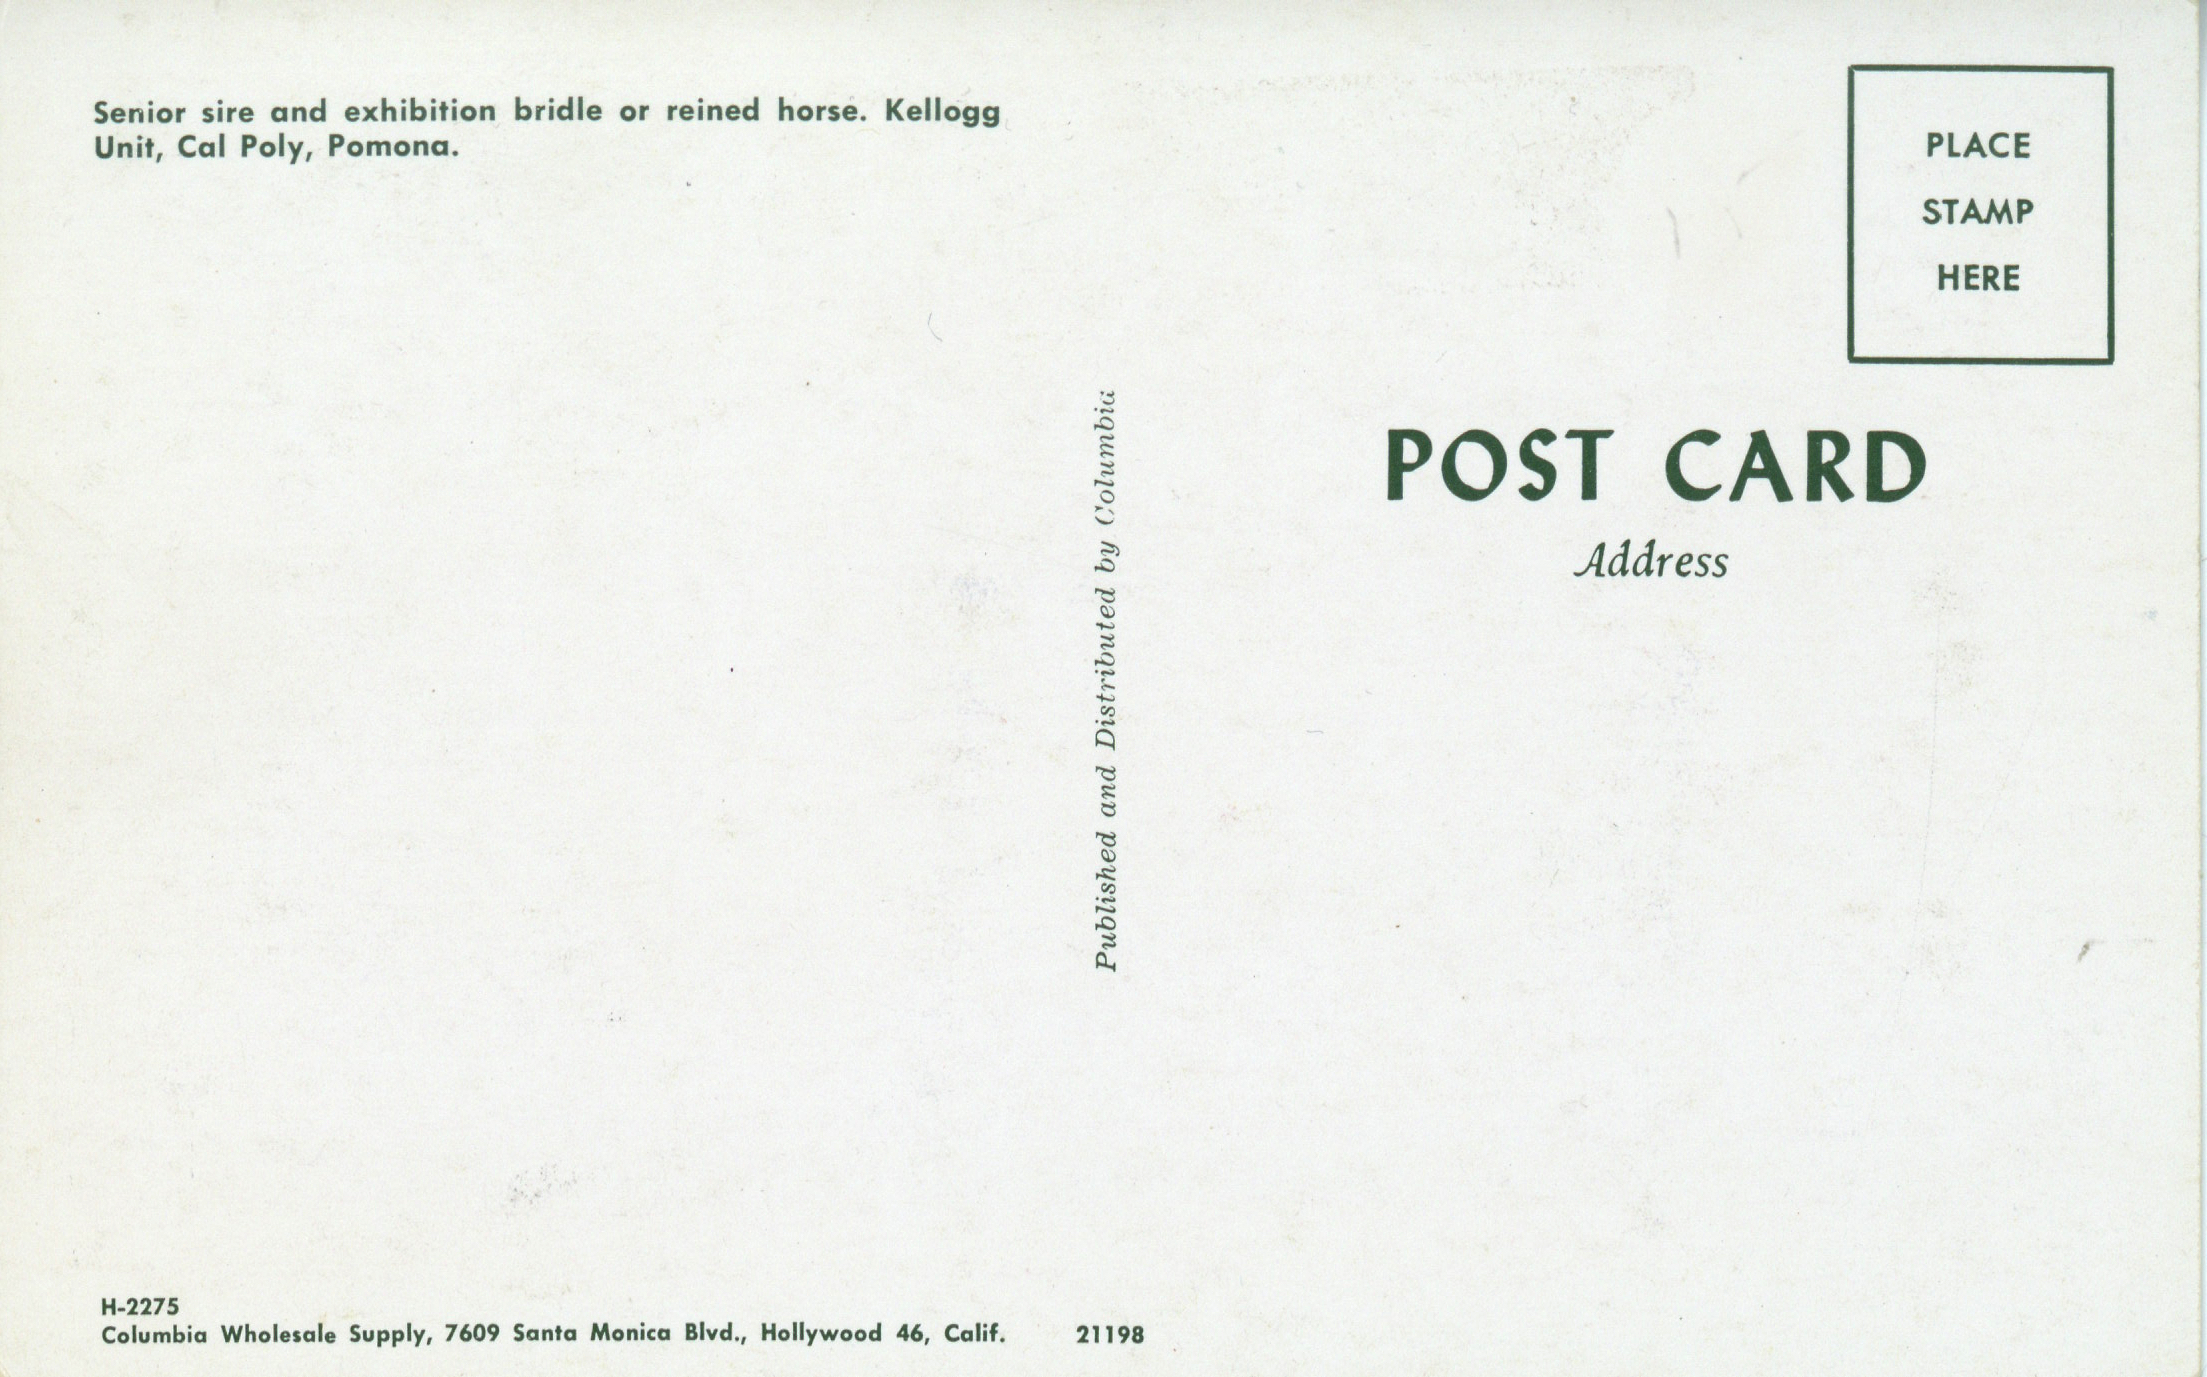 Senior sire and exhibition bridle or reined horse. Kellogg
Unit, Cal Poly, Pomona.
PLACE
STAMP
HERE
POST CARD
Address
Published and Distributed by Columbia
H-2275
Columbia Wholesale Supply, 7609 Santa Monica Blvd., Hollywood 46, Calif. 21198